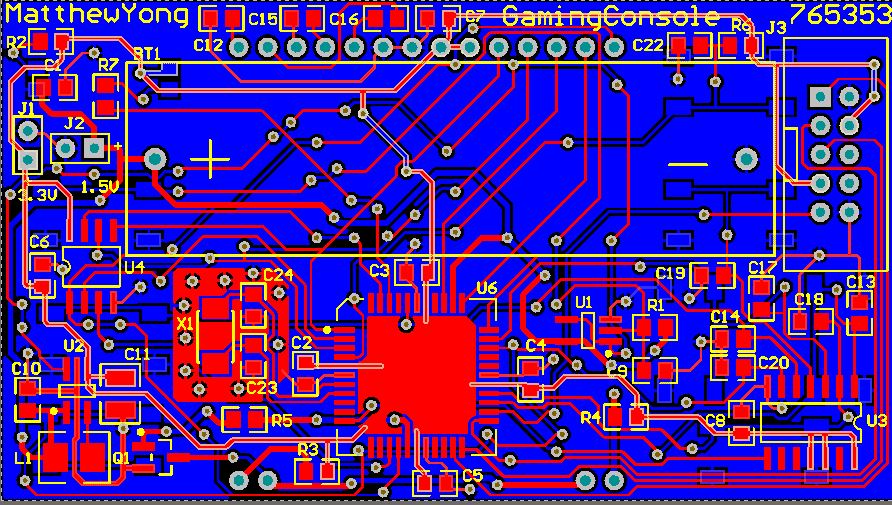 MatthewYong C15 C16 C7 GamingConsole 765353
R2 C12 C22 R6 J3
BT1
C1 R7
J1
J2 +
1.5V
3.3V
C6 U4 C3 C19 C17
C24 U6 C13
U1 R1 C18
X1 C14
U2 C2 C4
C11 C9 C20
C10 C23
R5 R4 C8 U3
L1 Q1 R3 C5